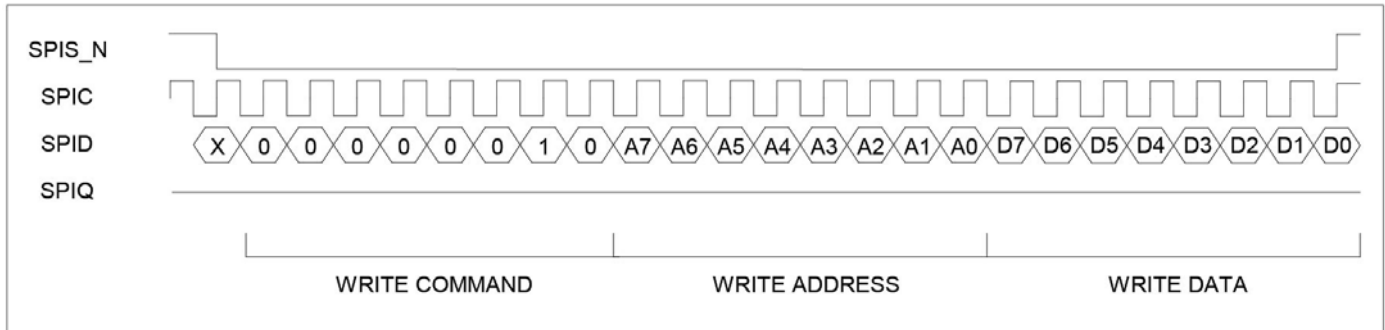 SPIS_N
SPIC
SPID X 0 0 0 0 0 0 1 0 A7 A6 A5 A4 A3 A2 A1 A0 D7 D6 D5 D4 D3 D2 D1 D0
SPIQ
WRITE COMMAND WRITE ADDRESS WRITE DATA